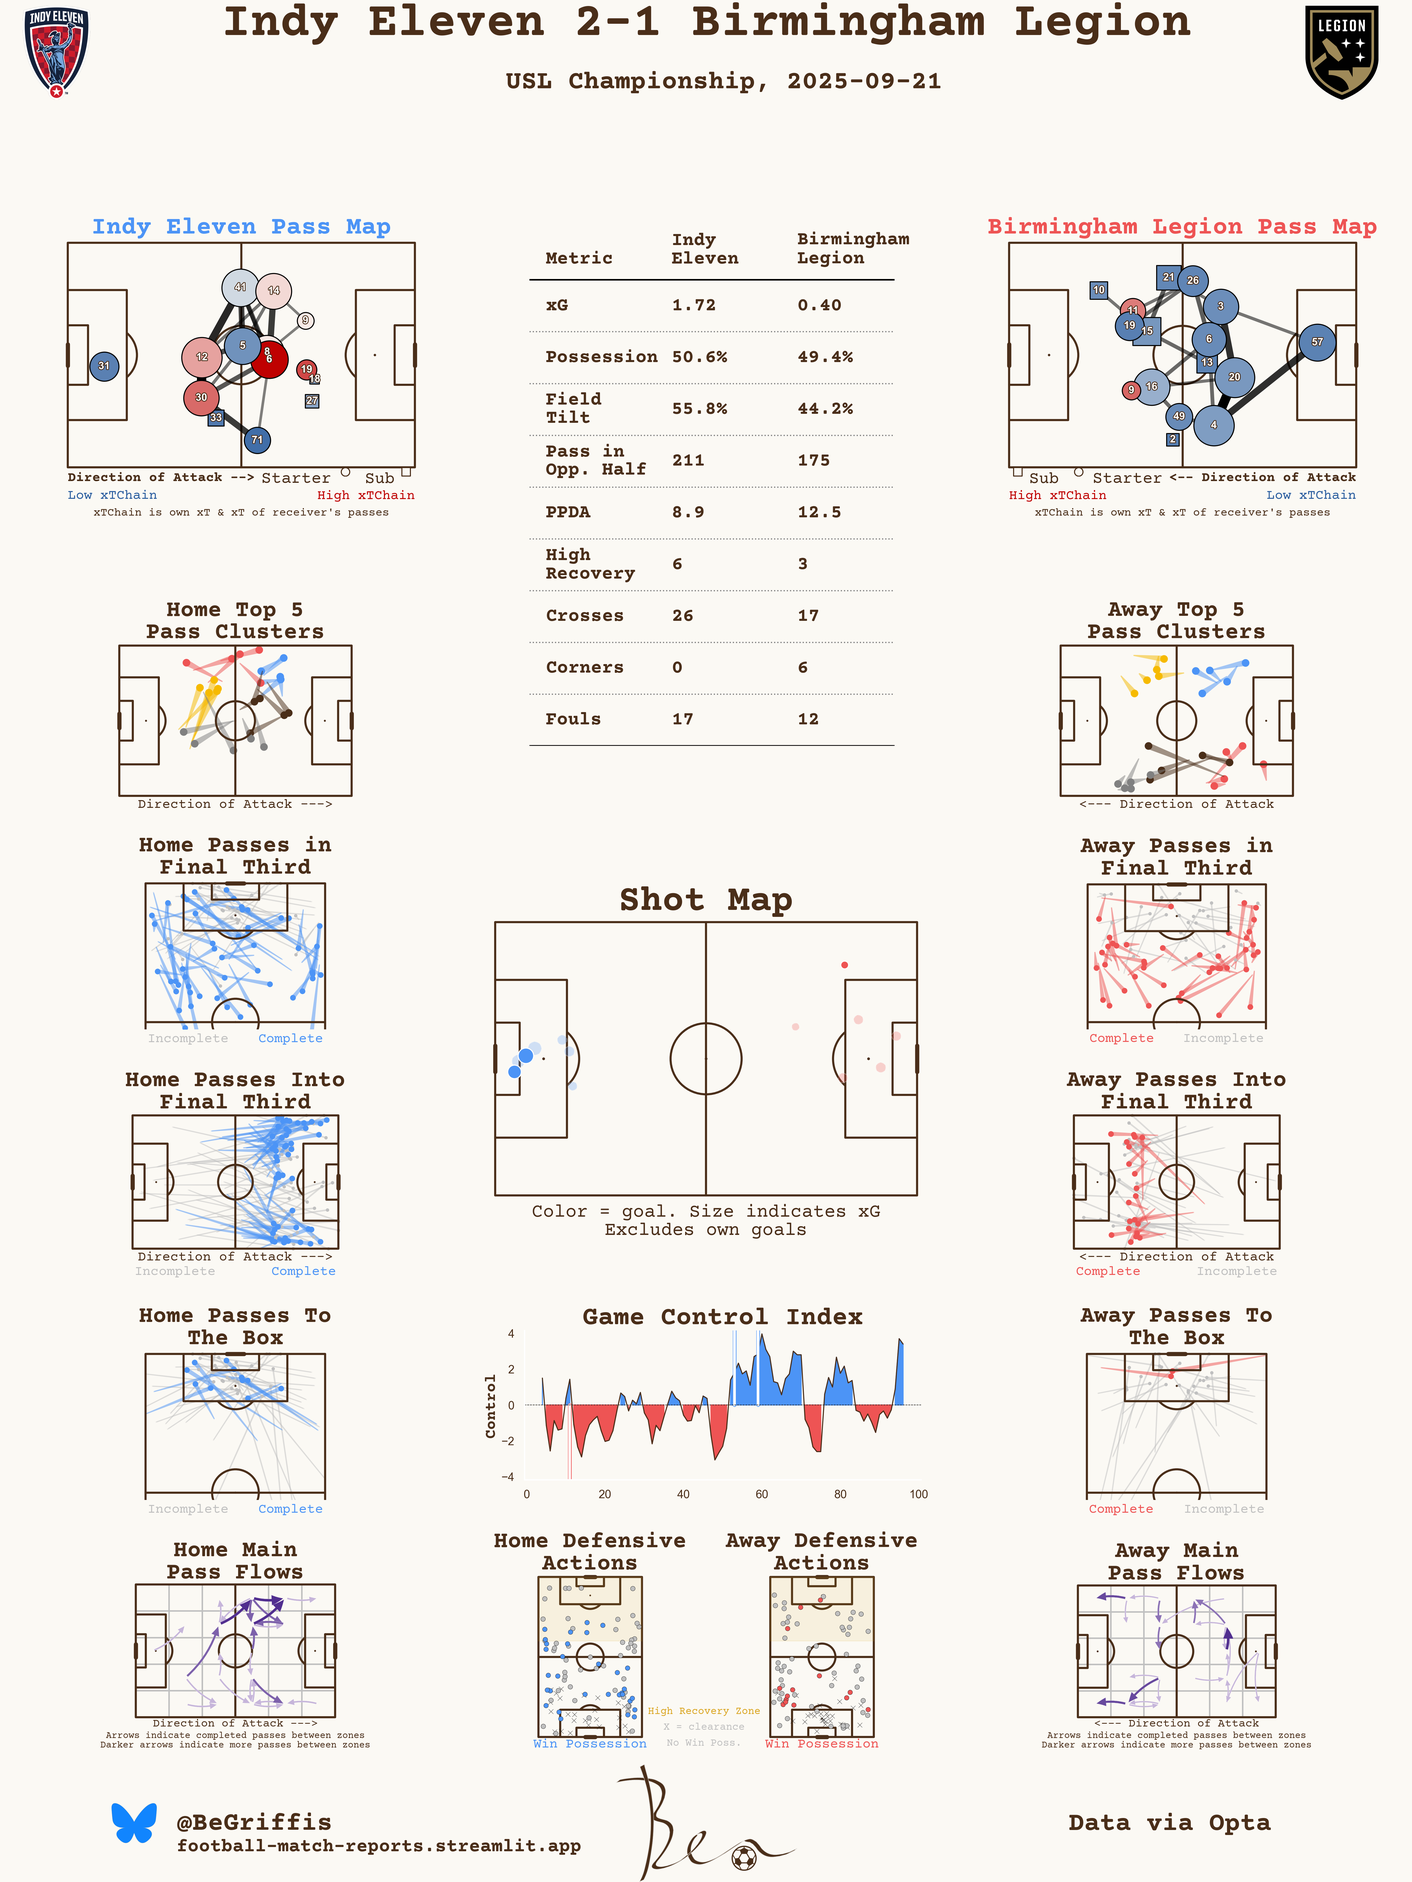 Indy Eleven 2-1 Birmingham Legion
USL Championship, 2025-09-21
INDY ELEVEN
LEGION
Indy Eleven Pass Map
41
14
9
5
8
6
12
19
18
31
30
27
33
71
Direction of Attack --> Starter Sub
Low xTChain High xTChain
xTChain is own xT & xT of receiver's passes
Metric Indy Eleven Birmingham Legion
xG 1.72 0.40
Possession 50.6% 49.4%
Field Tilt 55.8% 44.2%
Pass in Opp. Half 211 175
PPDA 8.9 12.5
High Recovery 6 3
Crosses 26 17
Corners 0 6
Fouls 17 12
Birmingham Legion Pass Map
21
26
10
11
3
19
15
6
57
13
20
9
16
49
4
2
Sub Starter <-- Direction of Attack
High xTChain Low xTChain
xTChain is own xT & xT of receiver's passes
Home Top 5
Pass Clusters
Direction of Attack --->
Away Top 5
Pass Clusters
<--- Direction of Attack
Home Passes in
Final Third
Incomplete Complete
Away Passes in
Final Third
Complete Incomplete
Shot Map
Color = goal. Size indicates xG
Excludes own goals
Home Passes Into
Final Third
Direction of Attack --->
Incomplete Complete
Away Passes Into
Final Third
<--- Direction of Attack
Complete Incomplete
Home Passes To
The Box
Incomplete Complete
Game Control Index
Control
4
2
0
−2
−4
0 20 40 60 80 100
Away Passes To
The Box
Complete Incomplete
Home Main
Pass Flows
Direction of Attack --->
Arrows indicate completed passes between zones
Darker arrows indicate more passes between zones
Home Defensive
Actions
Win Possession
High Recovery Zone
X = clearance
No Win Poss.
Away Defensive
Actions
Win Possession
Away Main
Pass Flows
<--- Direction of Attack
Arrows indicate completed passes between zones
Darker arrows indicate more passes between zones
@BeGriffis
football-match-reports.streamlit.app
Ben
Data via Opta